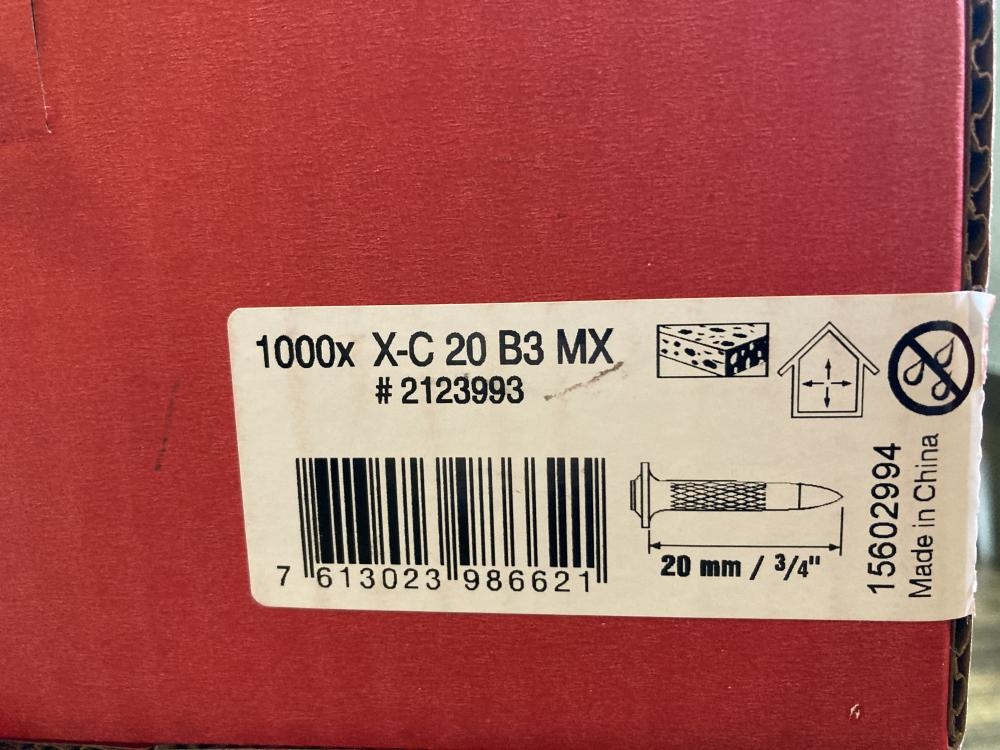 1000x X-C 20 B3 MX
# 2123993
7 613023 986621
20 mm / 3/4"
15602994
Made in China